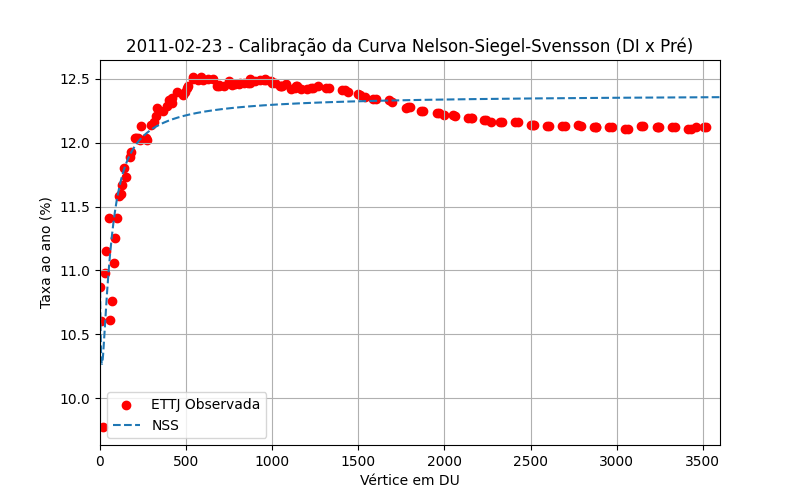 2011-02-23 - Calibração da Curva Nelson-Siegel-Svensson (DI x Pré)
Taxa ao ano (%)
12.5
12.0
11.5
11.0
10.5
10.0
ETTJ Observada
NSS
0 500 1000 1500 2000 2500 3000 3500
Vértice em DU